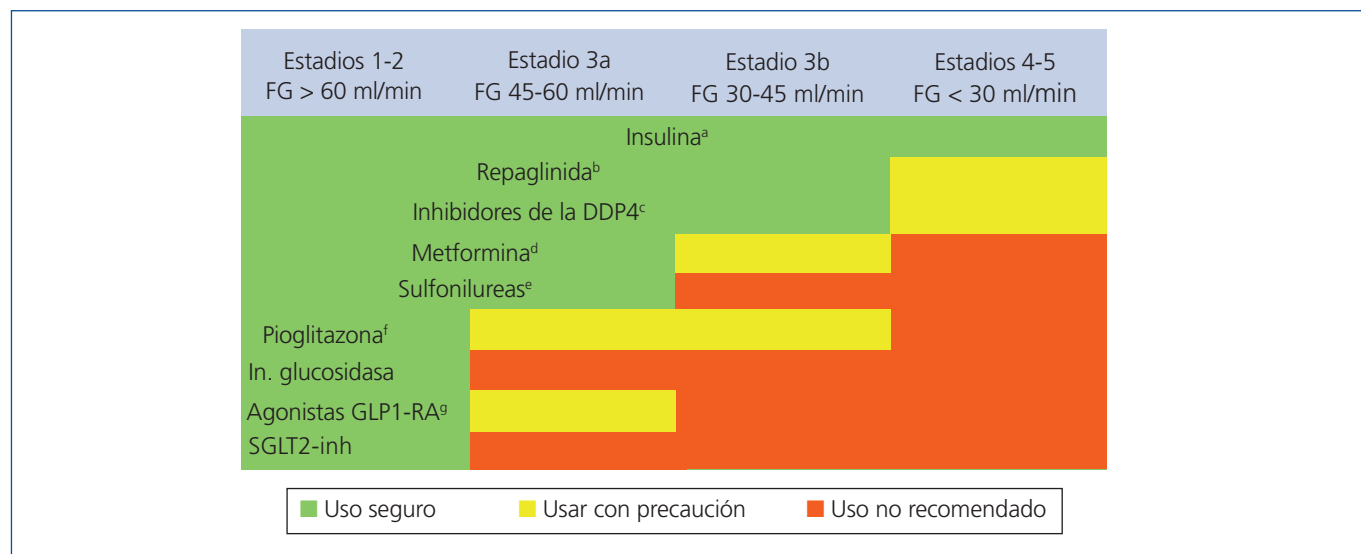 Estadios 1-2
FG > 60 ml/min
Estadio 3a
FG 45-60 ml/min
Estadio 3b
FG 30-45 ml/min
Estadios 4-5
FG < 30 ml/min
Insulinaᵃ
Repaglinidaᵇ
Inhibidores de la DDP4ᶜ
Metforminaᵈ
Sulfonilureasᵉ
Pioglitazonaᶠ
In. glucosidasa
Agonistas GLP1-RAᵍ
SGLT2-inh
Uso seguro
Usar con precaución
Uso no recomendado